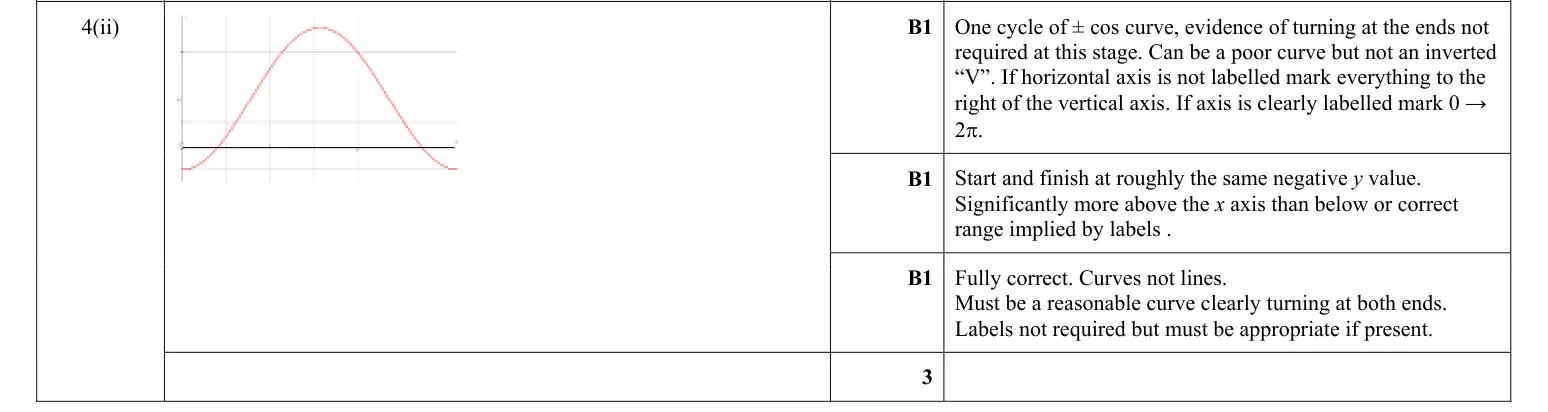 4(ii)
B1
One cycle of ± cos curve, evidence of turning at the ends not
required at this stage. Can be a poor curve but not an inverted
“V”. If horizontal axis is not labelled mark everything to the
right of the vertical axis. If axis is clearly labelled mark 0 →
2π.
B1
Start and finish at roughly the same negative y value.
Significantly more above the x axis than below or correct
range implied by labels .
B1
Fully correct. Curves not lines.
Must be a reasonable curve clearly turning at both ends.
Labels not required but must be appropriate if present.
3